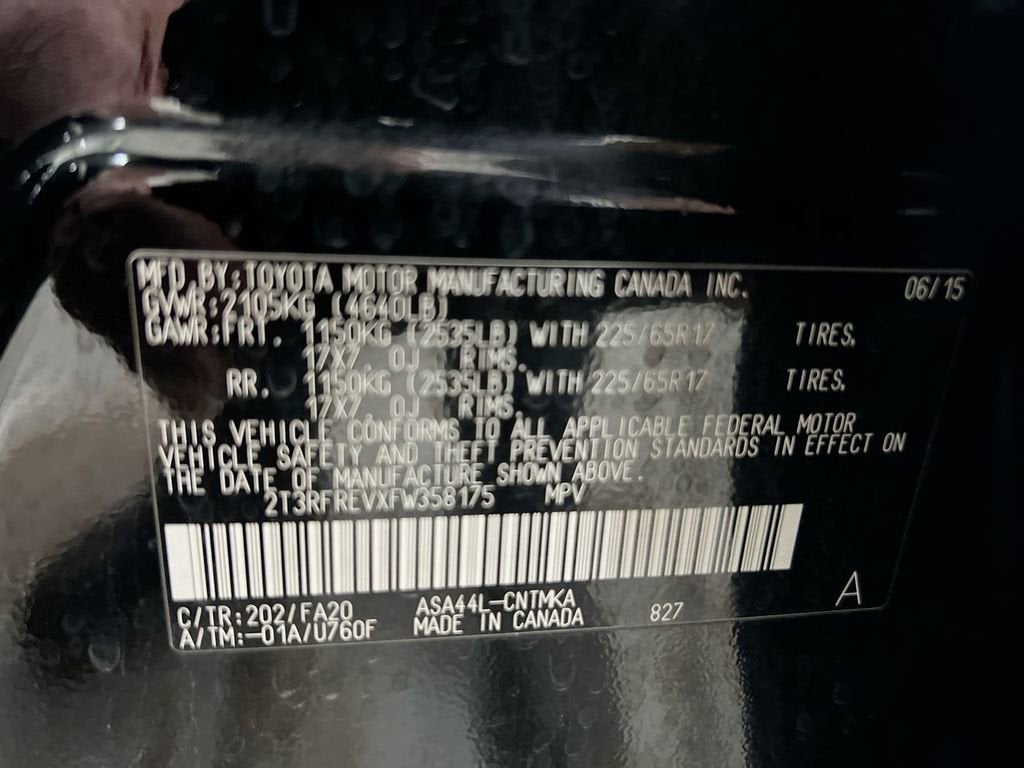 MFD.BY:TOYOTA MOTOR MANUFACTURING CANADA INC. 06/15
GVWR:2105KG (4640LB)
GAWR:FRT. 1150KG (2535LB) WITH 225/65R17 TIRES.
17X7.0J RIMS.
RR. 1150KG (2535LB) WITH 225/65R17 TIRES.
17X7.0J RIMS.
THIS VEHICLE CONFORMS TO ALL APPLICABLE FEDERAL MOTOR
VEHICLE SAFETY AND THEFT PREVENTION STANDARDS IN EFFECT ON
THE DATE OF MANUFACTURE SHOWN ABOVE.
2T3RFREVXFW358175 MPV
C/TR:202/FA20 ASA44L-CNTMKA 827 A
A/TM:-01A/U760F MADE IN CANADA